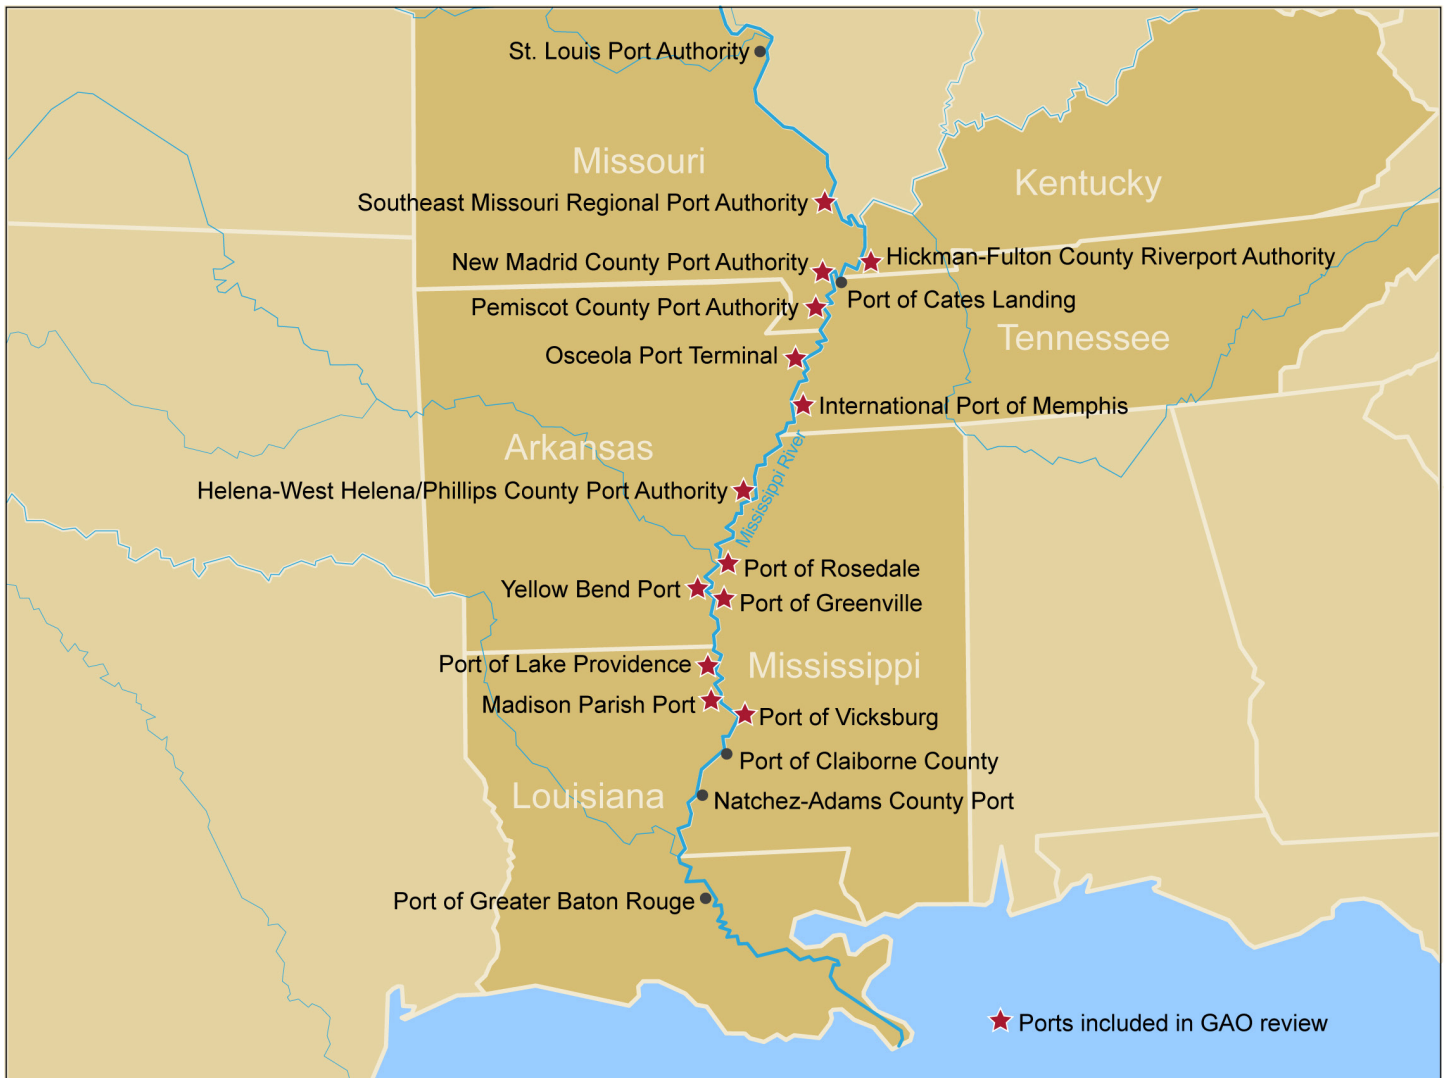 St. Louis Port Authority
Missouri
Kentucky
Southeast Missouri Regional Port Authority
Hickman-Fulton County Riverport Authority
New Madrid County Port Authority
Port of Cates Landing
Pemiscot County Port Authority
Tennessee
Osceola Port Terminal
International Port of Memphis
Arkansas
Mississippi River
Helena-West Helena/Phillips County Port Authority
Port of Rosedale
Yellow Bend Port
Port of Greenville
Port of Lake Providence
Mississippi
Madison Parish Port
Port of Vicksburg
Port of Claiborne County
Louisiana
Natchez-Adams County Port
Port of Greater Baton Rouge
Ports included in GAO review